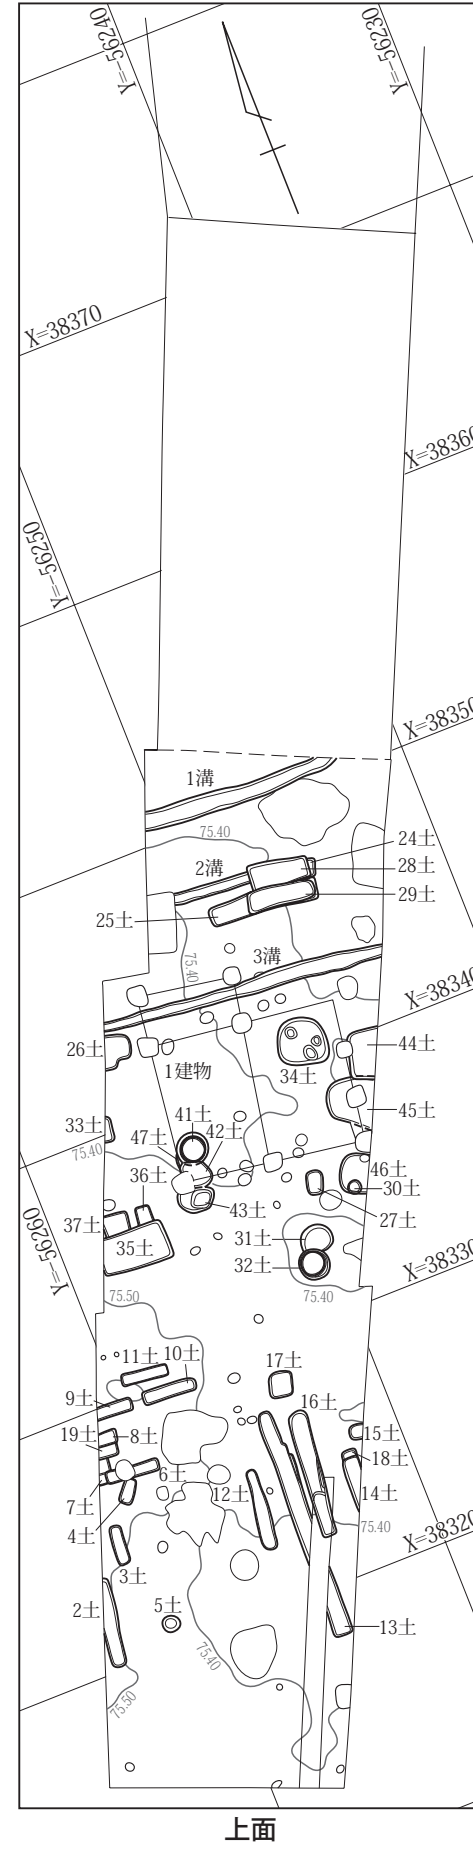 Y=-56240
Y=-56230
X=38370
X=38360
Y=-56250
X=38350
1溝
75.40
24土
2溝
28土
29土
25土
3溝
75.40
X=38340
26土
44土
1建物
34土
41土
45土
33土
47土
42土
75.40
46土
36土
30土
43土
27土
37土
31土
35土
Y=-56260
32土
X=38330
75.50
75.40
11土
10土
17土
9土
16土
19土
8土
15土
18土
6土
12土
14土
7土
4土
75.40
X=38320
3土
2土
5土
13土
75.40
75.50
上面